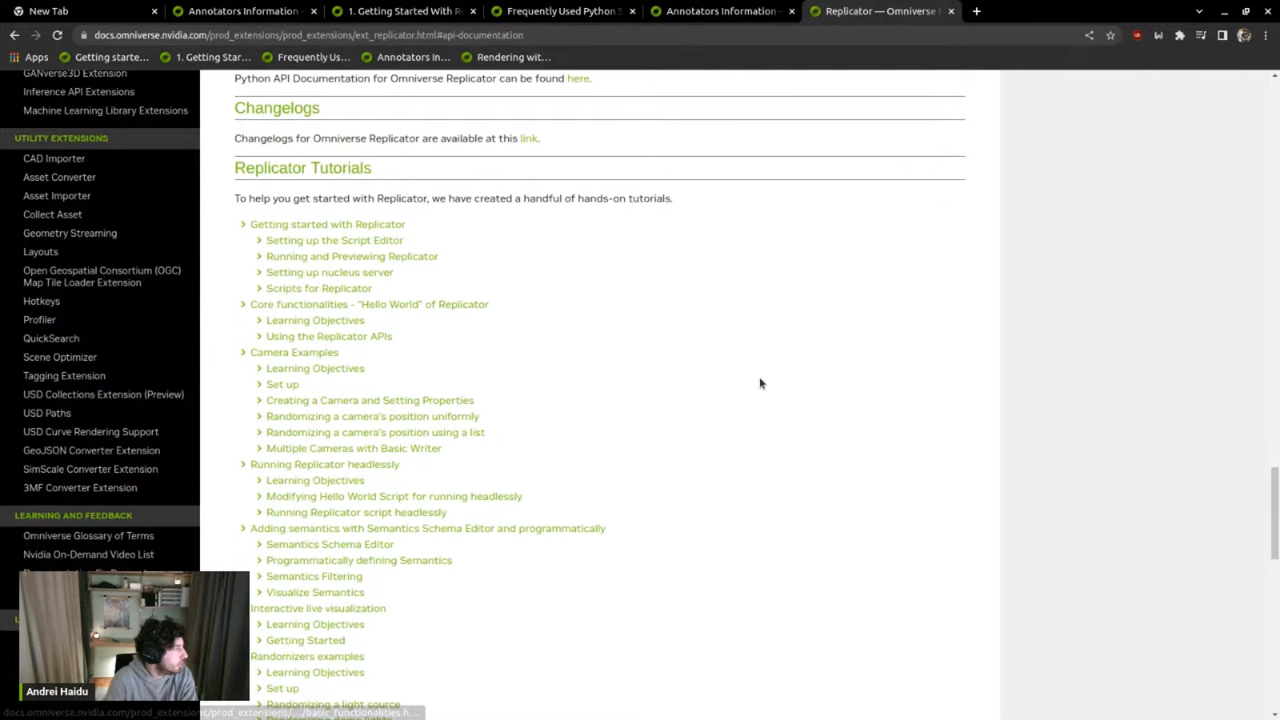 New Tab
Annotators Information -
1. Getting Started With R
Frequently Used Python S
Annotators Information -
Replicator — Omniverse E
docs.omniverse.nvidia.com/prod_extensions/prod_extensions/ext_replicator.html#api-documentation
Apps
Getting starte...
1. Getting Star...
Frequently Us...
Annotators In...
Rendering wit...
GANverse3D Extension
Inference API Extensions
Machine Learning Library Extensions
UTILITY EXTENSIONS
CAD Importer
Asset Converter
Asset Importer
Collect Asset
Geometry Streaming
Layouts
Open Geospatial Consortium (OGC)
Map Tile Loader Extension
Hotkeys
Profiler
QuickSearch
Scene Optimizer
Tagging Extension
USD Collections Extension (Preview)
USD Paths
USD Curve Rendering Support
GeoJSON Converter Extension
SimScale Converter Extension
3MF Converter Extension
LEARNING AND FEEDBACK
Omniverse Glossary of Terms
Nvidia On-Demand Video List
Python API Documentation for Omniverse Replicator can be found here.
Changelogs
Changelogs for Omniverse Replicator are available at this link.
Replicator Tutorials
To help you get started with Replicator, we have created a handful of hands-on tutorials.
Getting started with Replicator
Setting up the Script Editor
Running and Previewing Replicator
Setting up nucleus server
Scripts for Replicator
Core functionalities - "Hello World" of Replicator
Learning Objectives
Using the Replicator APIs
Camera Examples
Learning Objectives
Set up
Creating a Camera and Setting Properties
Randomizing a camera's position uniformly
Randomizing a camera's position using a list
Multiple Cameras with Basic Writer
Running Replicator headlessly
Learning Objectives
Modifying Hello World Script for running headlessly
Running Replicator script headlessly
Adding semantics with Semantics Schema Editor and programmatically
Semantics Schema Editor
Programmatically defining Semantics
Semantics Filtering
Visualize Semantics
Interactive live visualization
Learning Objectives
Getting Started
Randomizers examples
Learning Objectives
Set up
Randomizing a light source
Andrei Haidu
docs.omniverse.nvidia.com/prod_extensions/prod_extensions/.../basic_functionalities.h...